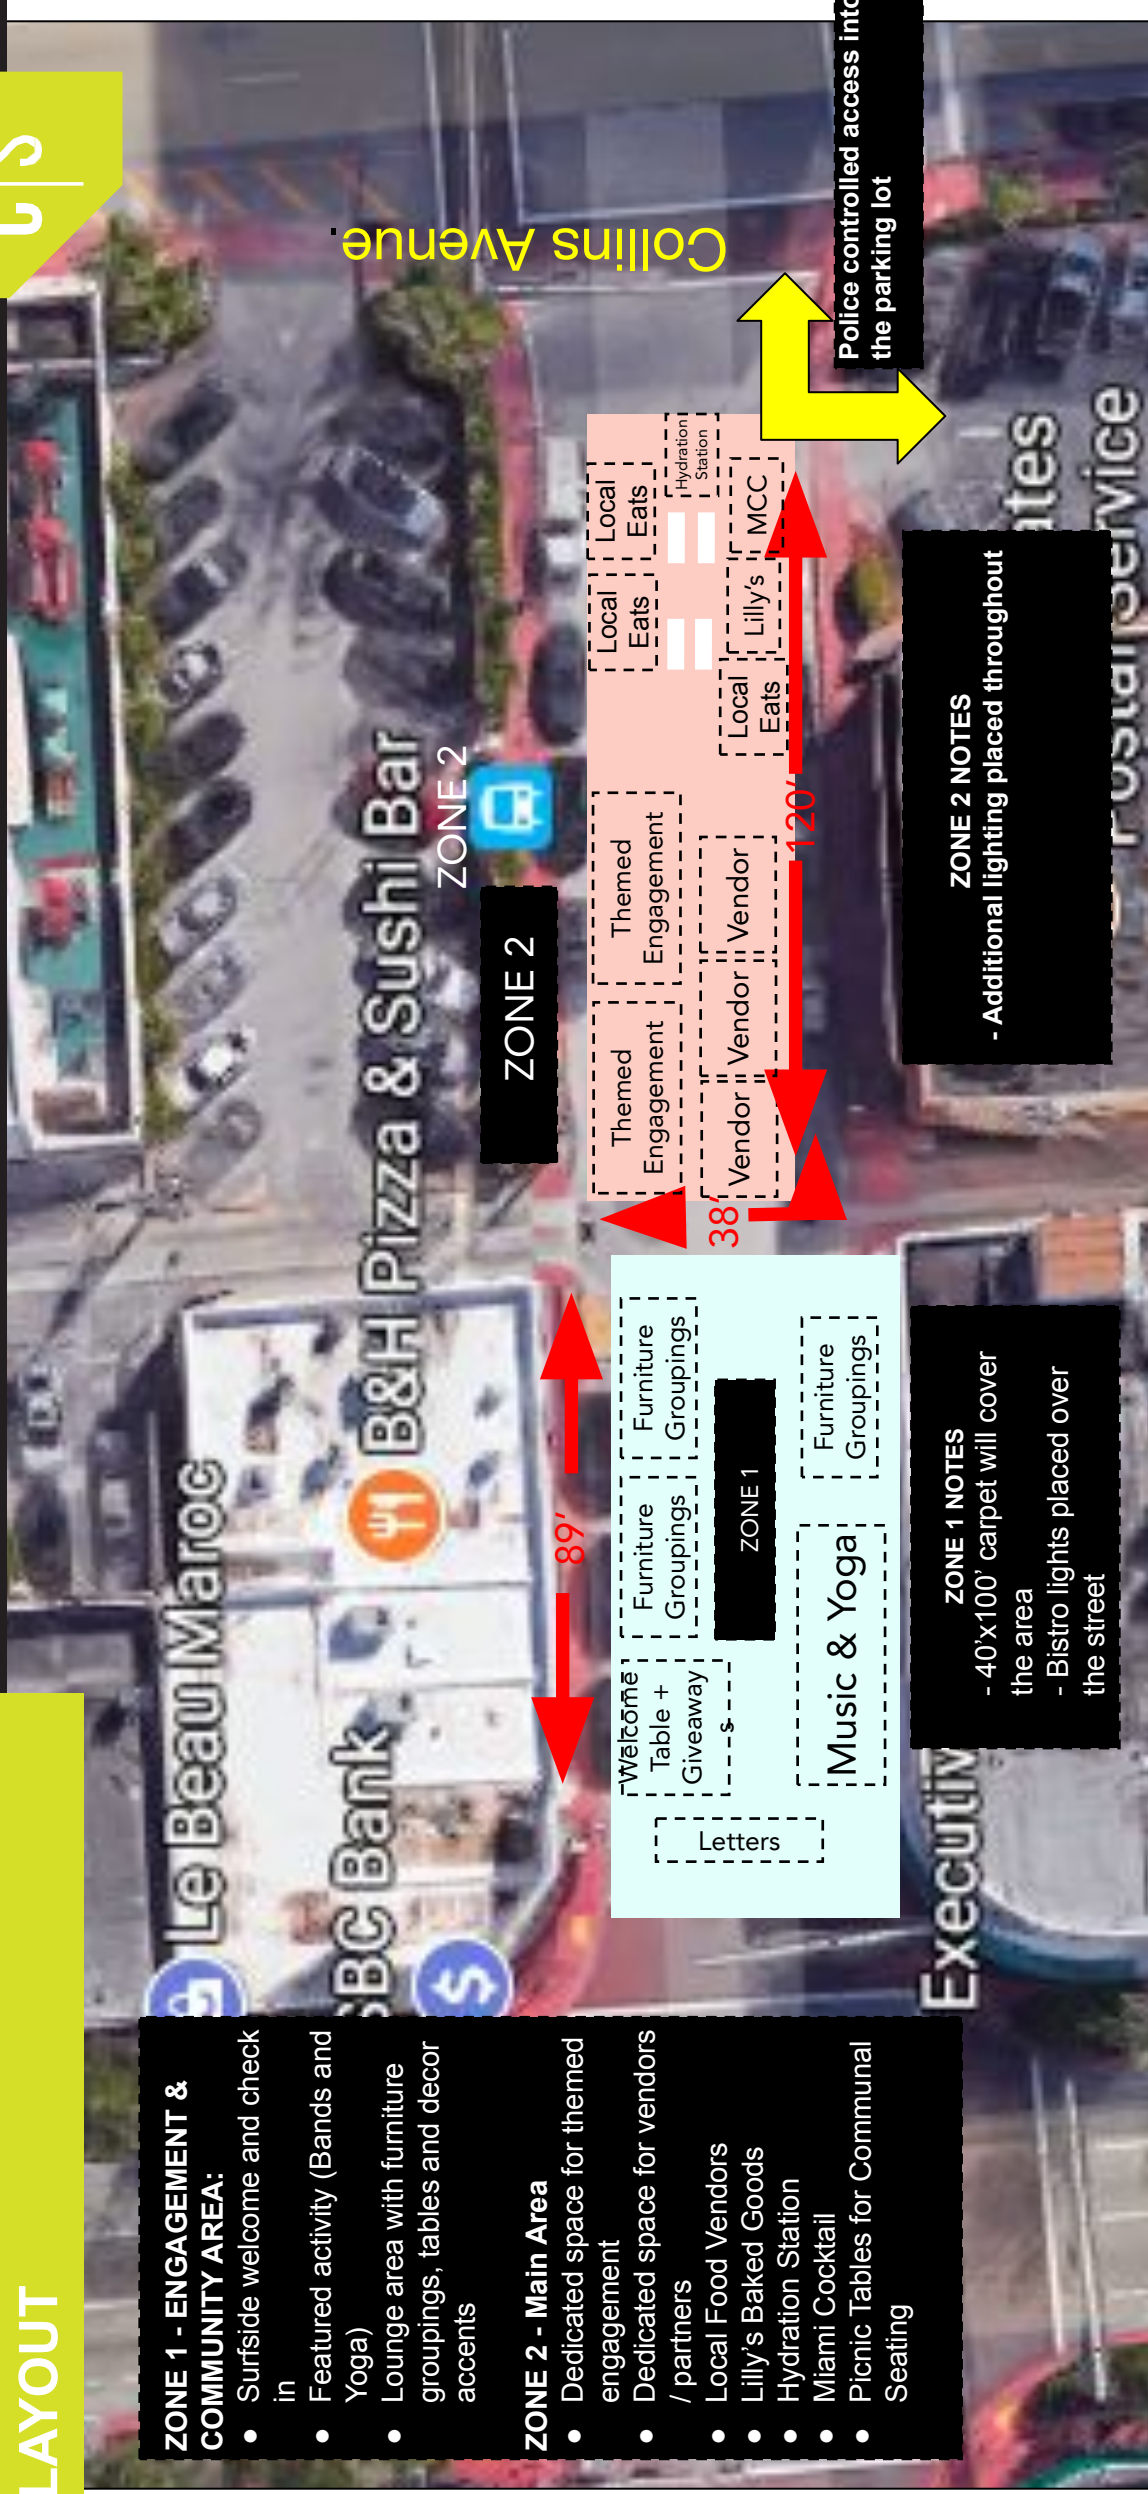 LAYOUT
C|S
ZONE 1 - ENGAGEMENT &
COMMUNITY AREA:
● Surfside welcome and check
in
● Featured activity (Bands and
Yoga)
● Lounge area with furniture
groupings, tables and decor
accents
ZONE 2 - Main Area
● Dedicated space for themed
engagement
● Dedicated space for vendors
/ partners
● Local Food Vendors
● Lilly's Baked Goods
● Hydration Station
● Miami Cocktail
● Picnic Tables for Communal
Seating
Le Beau Maroc
SBC Bank
B&H Pizza & Sushi Bar
ZONE 2
ZONE 2
Collins Avenue.
89'
Letters
Welcome
Table +
Giveaway
s
Furniture
Groupings
Furniture
Groupings
ZONE 1
Music & Yoga
Furniture
Groupings
38'
Themed
Engagement
Themed
Engagement
Vendor
Vendor
Vendor
Local
Eats
Local
Eats
Local
Eats
Lilly's
MCC
Hydration
Station
120'
Police controlled access into
the parking lot
Executiv
ZONE 1 NOTES
- 40'x100' carpet will cover
the area
- Bistro lights placed over
the street
ZONE 2 NOTES
- Additional lighting placed throughout
ates
Postal Service